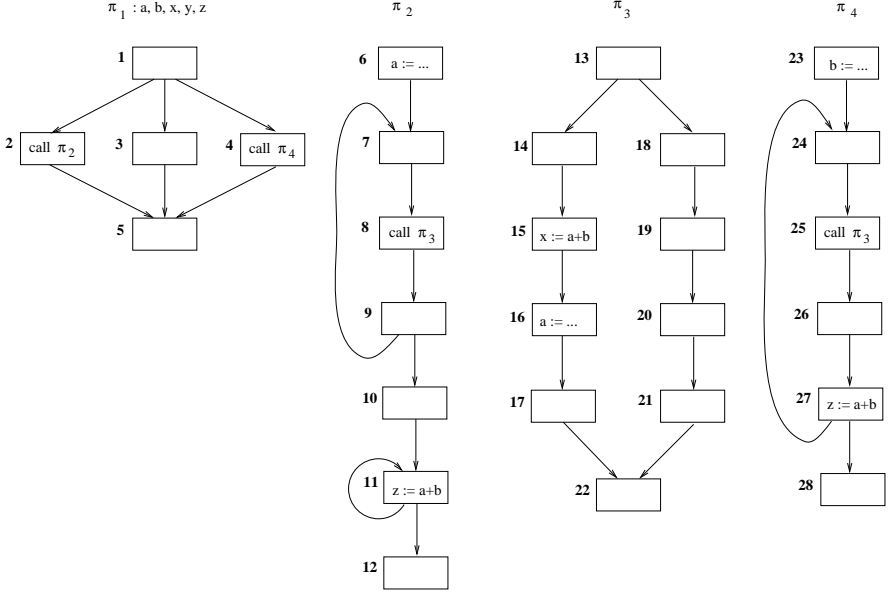 π1 : a, b, x, y, z
1
2 call π2
3
4 call π4
5
π2
6 a := ...
7
8 call π3
9
10
11 z := a+b
12
π3
13
14
15 x := a+b
16 a := ...
17
18
19
20
21
22
π4
23 b := ...
24
25 call π3
26
27 z := a+b
28